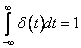 ∫_{-∞}^{∞} δ(t)dt = 1